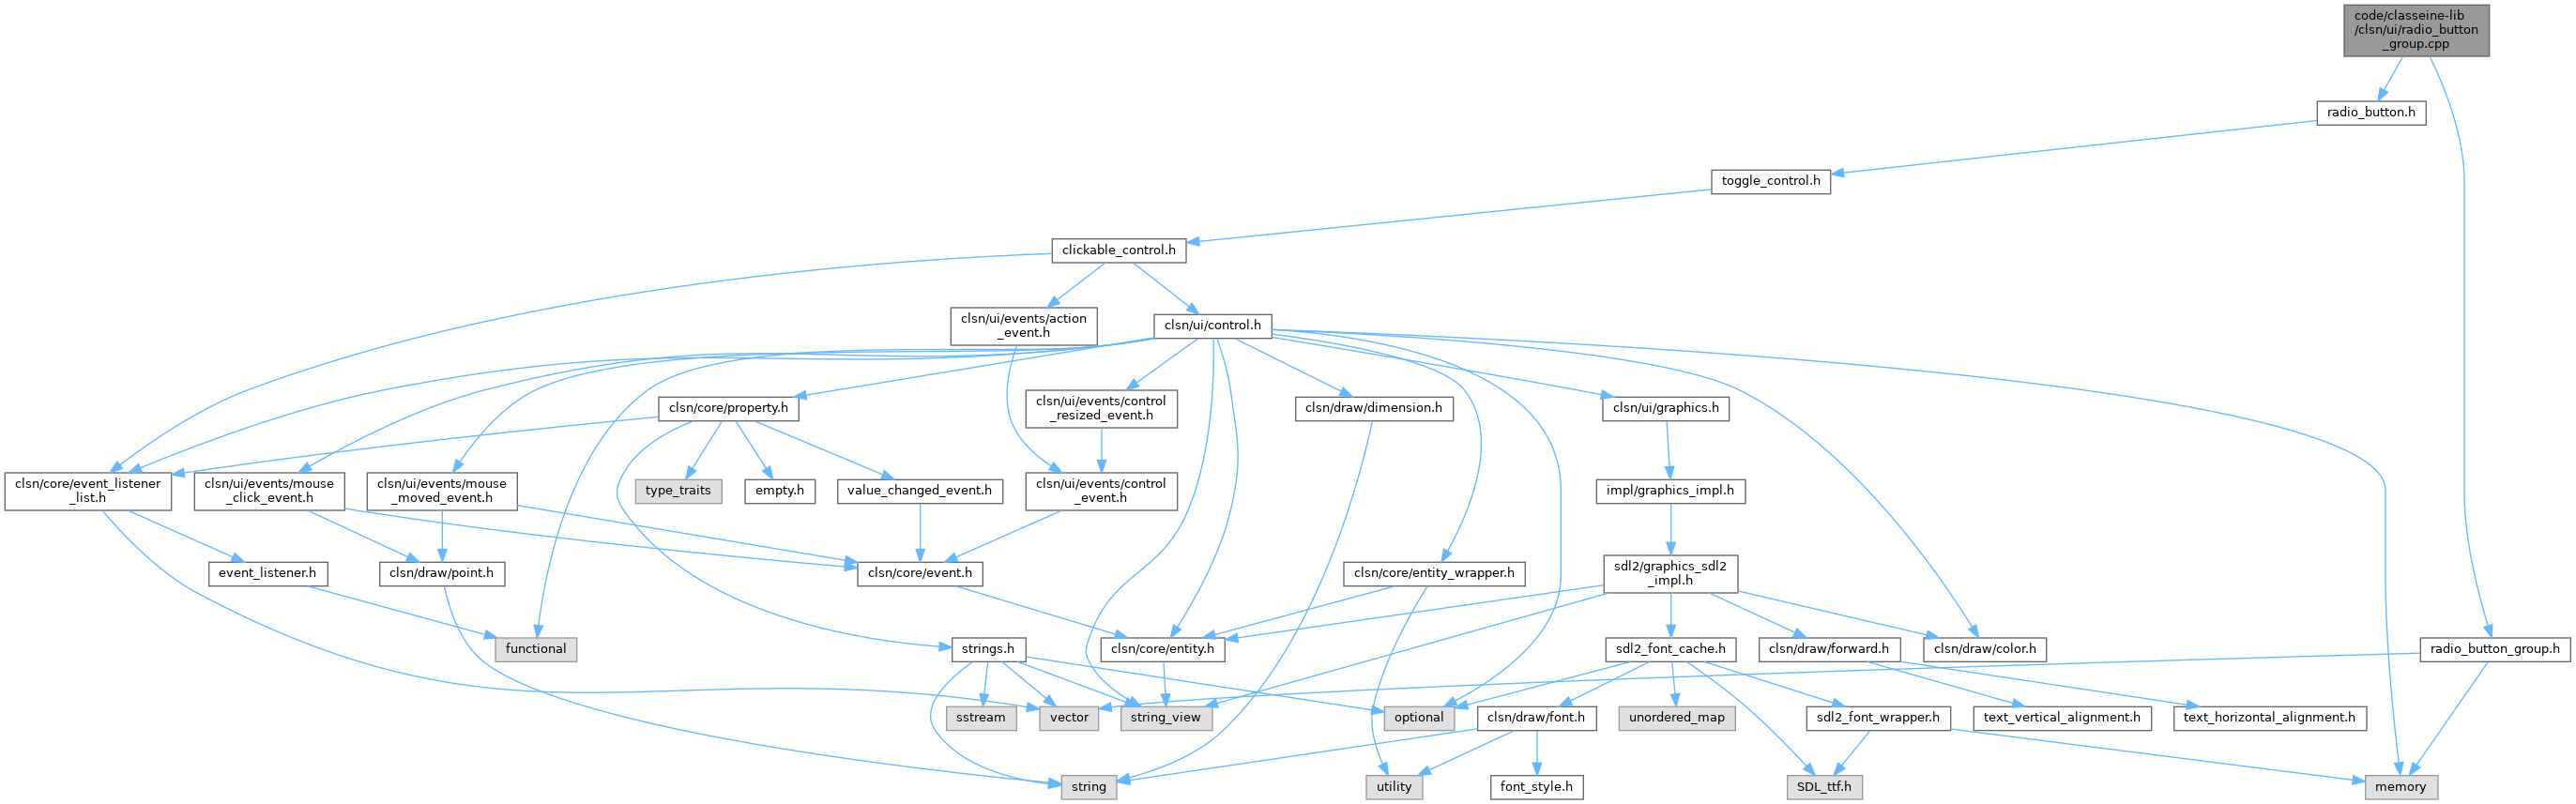 code/classeine-lib
/clsn/ui/radio_button
_group.cpp
radio_button.h
toggle_control.h
clickable_control.h
clsn/ui/events/action
_event.h
clsn/ui/control.h
clsn/core/property.h
clsn/ui/events/control
_resized_event.h
clsn/draw/dimension.h
clsn/ui/graphics.h
clsn/core/event_listener
_list.h
clsn/ui/events/mouse
_click_event.h
clsn/ui/events/mouse
_moved_event.h
type_traits
empty.h
value_changed_event.h
clsn/ui/events/control
_event.h
impl/graphics_impl.h
event_listener.h
clsn/draw/point.h
clsn/core/event.h
clsn/core/entity_wrapper.h
sdl2/graphics_sdl2
_impl.h
functional
strings.h
clsn/core/entity.h
sdl2_font_cache.h
clsn/draw/forward.h
clsn/draw/color.h
radio_button_group.h
sstream
vector
string_view
optional
clsn/draw/font.h
unordered_map
sdl2_font_wrapper.h
text_vertical_alignment.h
text_horizontal_alignment.h
string
utility
font_style.h
SDL_ttf.h
memory